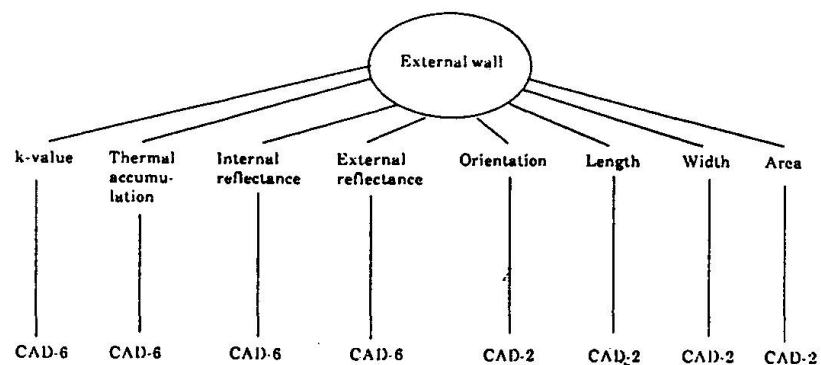 External wall
k-value Thermal accumu- lation Internal reflectance External reflectance Orientation Length Width Area
CAD-6 CAD-6 CAD-6 CAD-6 CAD-2 CAD-2 CAD-2 CAD-2